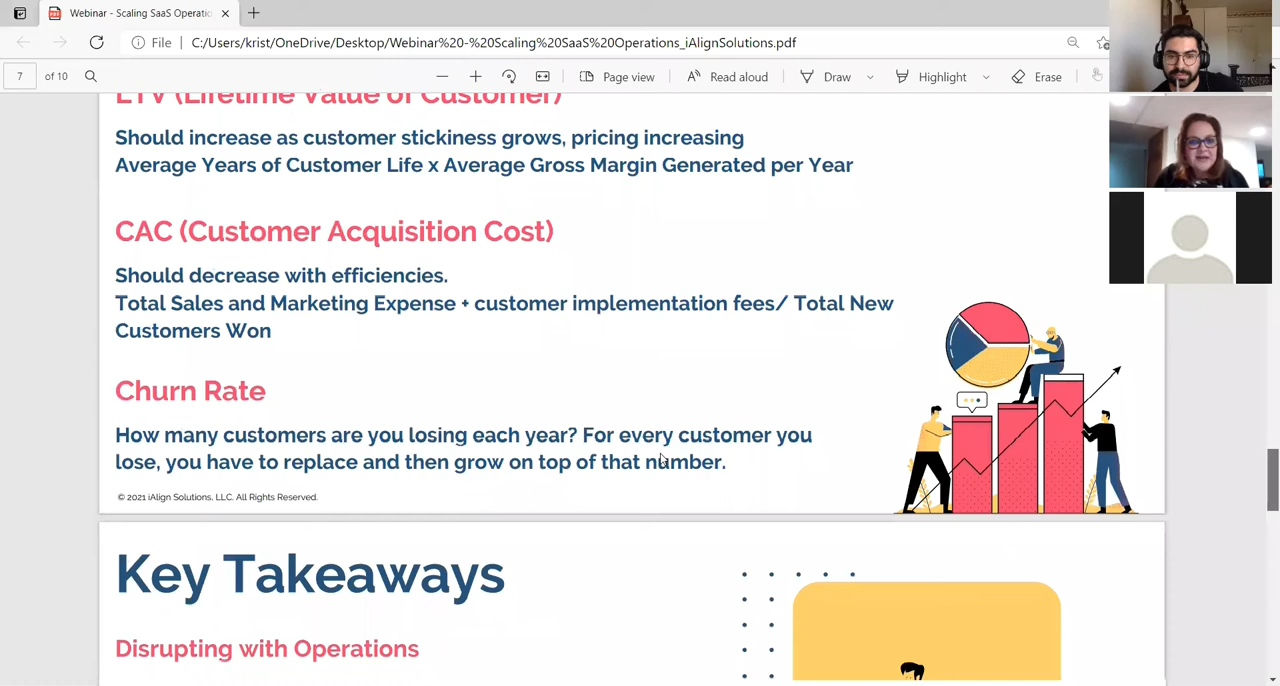 Webinar - Scaling SaaS Operatio
File
C:/Users/krist/OneDrive/Desktop/Webinar%20-%20Scaling%20SaaS%20Operations_iAlignSolutions.pdf
7 of 10
Page view
Read aloud
Draw
Highlight
Erase
LTV (Lifetime Value of Customer)
Should increase as customer stickiness grows, pricing increasing
Average Years of Customer Life x Average Gross Margin Generated per Year
CAC (Customer Acquisition Cost)
Should decrease with efficiencies.
Total Sales and Marketing Expense + customer implementation fees/ Total New
Customers Won
Churn Rate
How many customers are you losing each year? For every customer you
lose, you have to replace and then grow on top of that number.
© 2021 iAlign Solutions, LLC. All Rights Reserved.
Key Takeaways
Disrupting with Operations